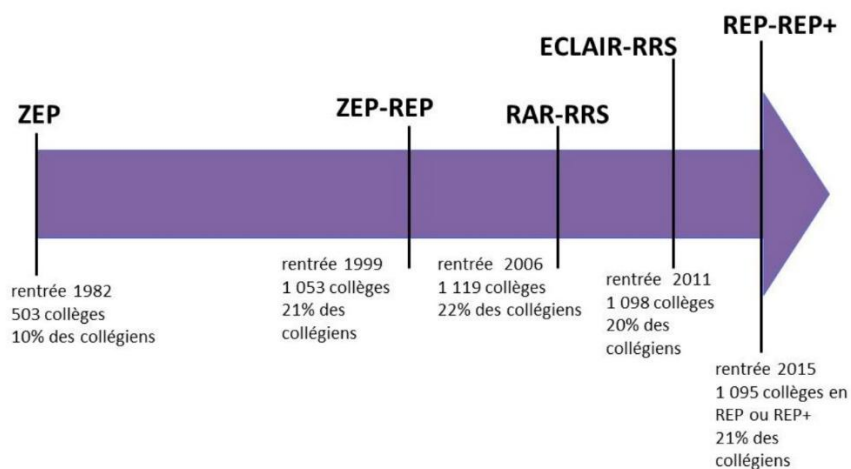 ZEP
ZEP-REP
RAR-RRS
ECLAIR-RRS
REP-REP+
rentrée 1982
503 collèges
10% des collégiens
rentrée 1999
1 053 collèges
21% des
collégiens
rentrée 2006
1 119 collèges
22% des collégiens
rentrée 2011
1 098 collèges
20% des
collégiens
rentrée 2015
1 095 collèges en
REP ou REP+
21% des
collégiens